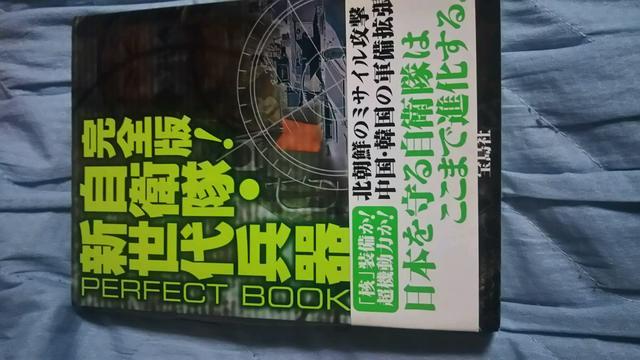 完全版!
自衛隊・
新世代兵器
PERFECT BOOK
北朝鮮のミサイル攻撃
中国・韓国の軍備拡張
「核」装備か!
超機動力か!
日本を守る自衛隊は
ここまで進化する。
宝島社